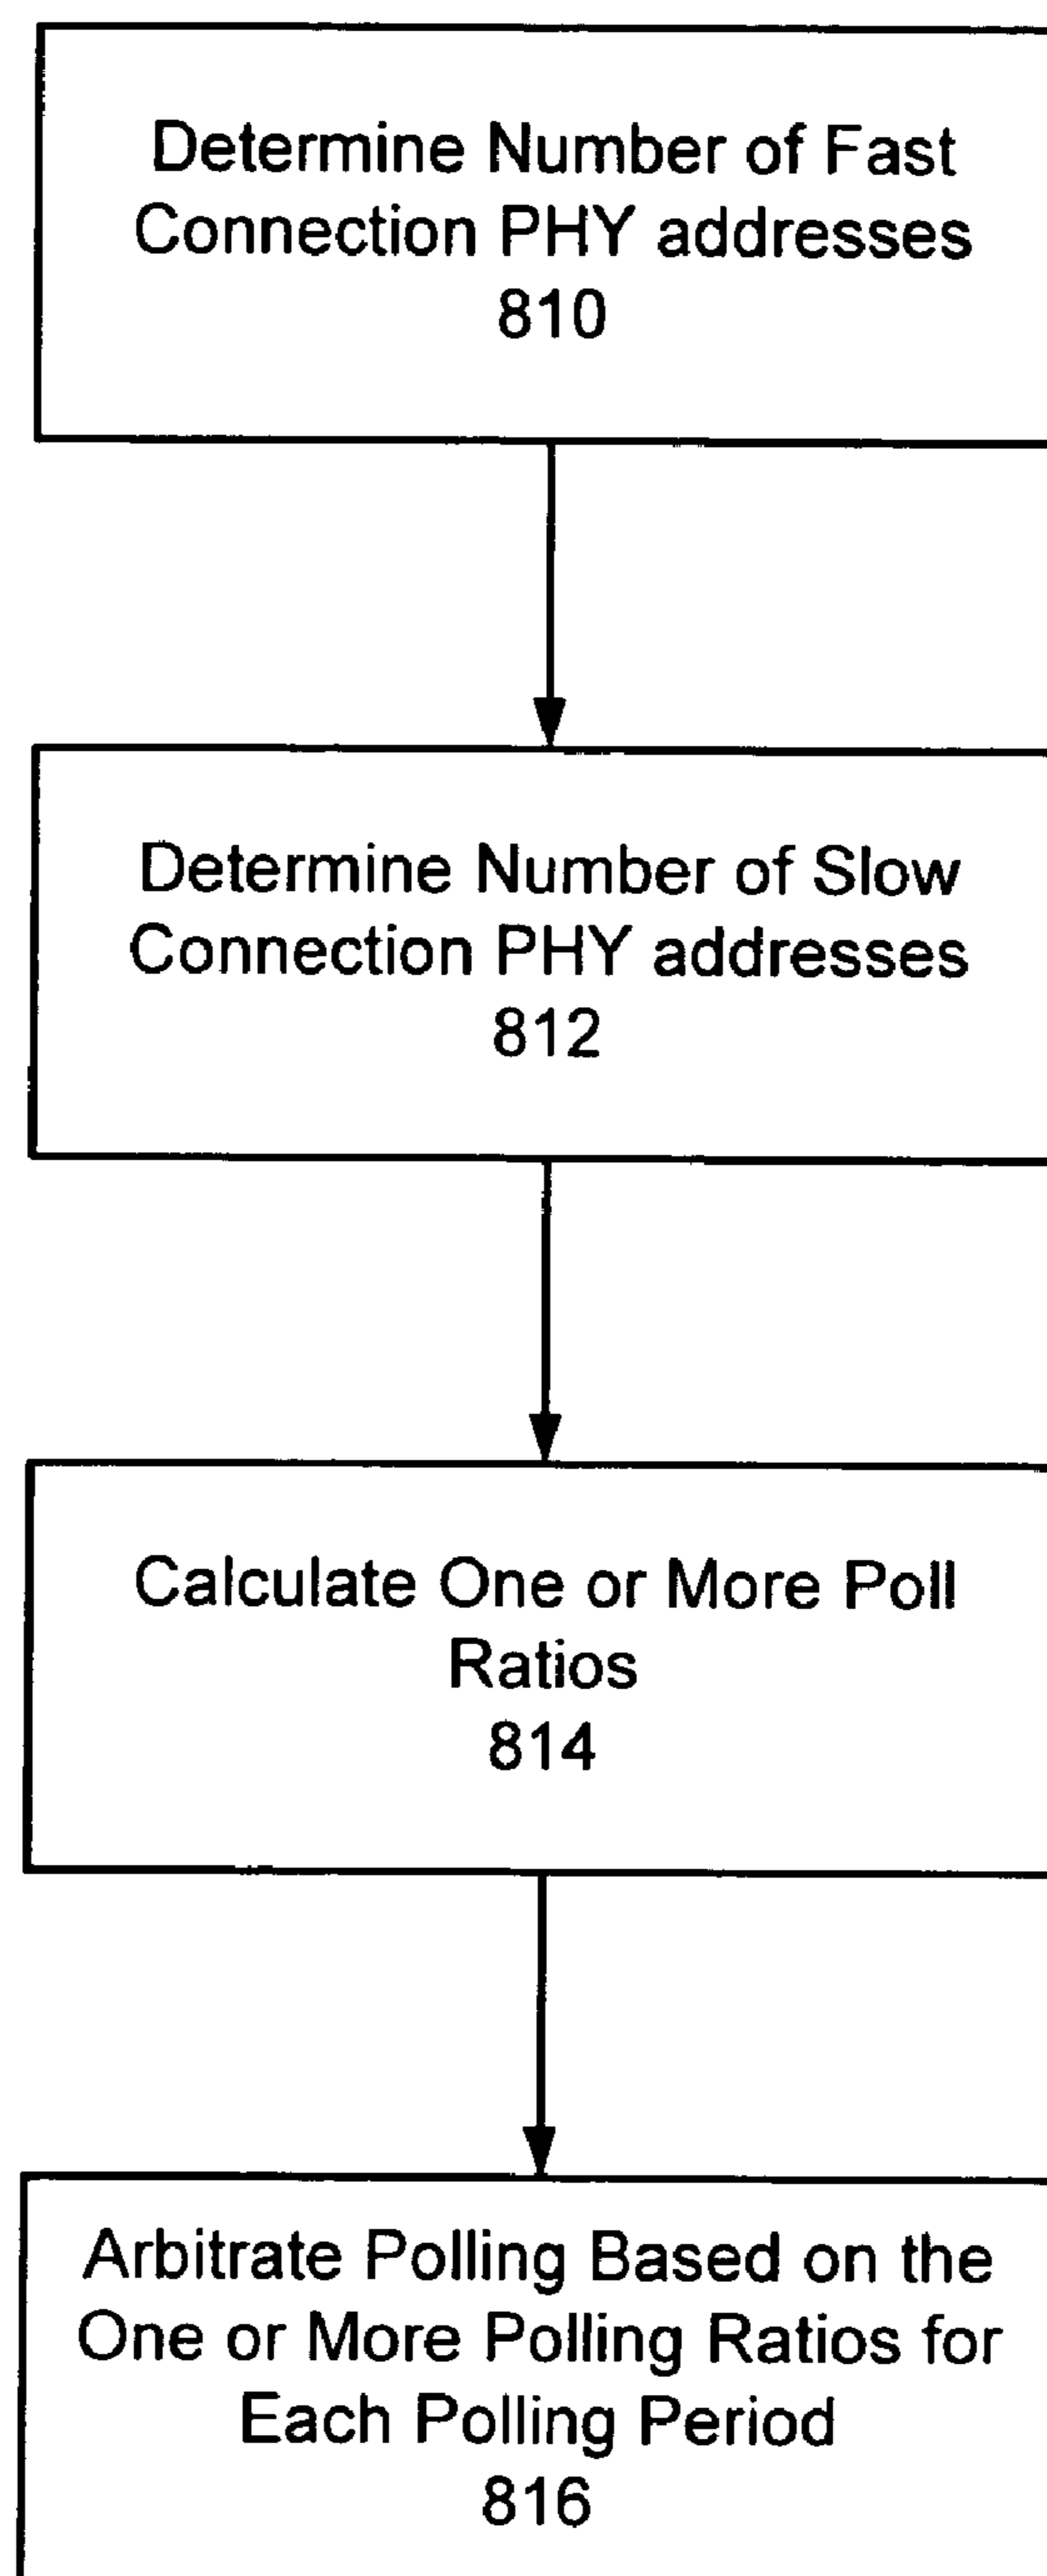 Determine Number of Fast
Connection PHY addresses
810
Determine Number of Slow
Connection PHY addresses
812
Calculate One or More Poll
Ratios
814
Arbitrate Polling Based on the
One or More Polling Ratios for
Each Polling Period
816